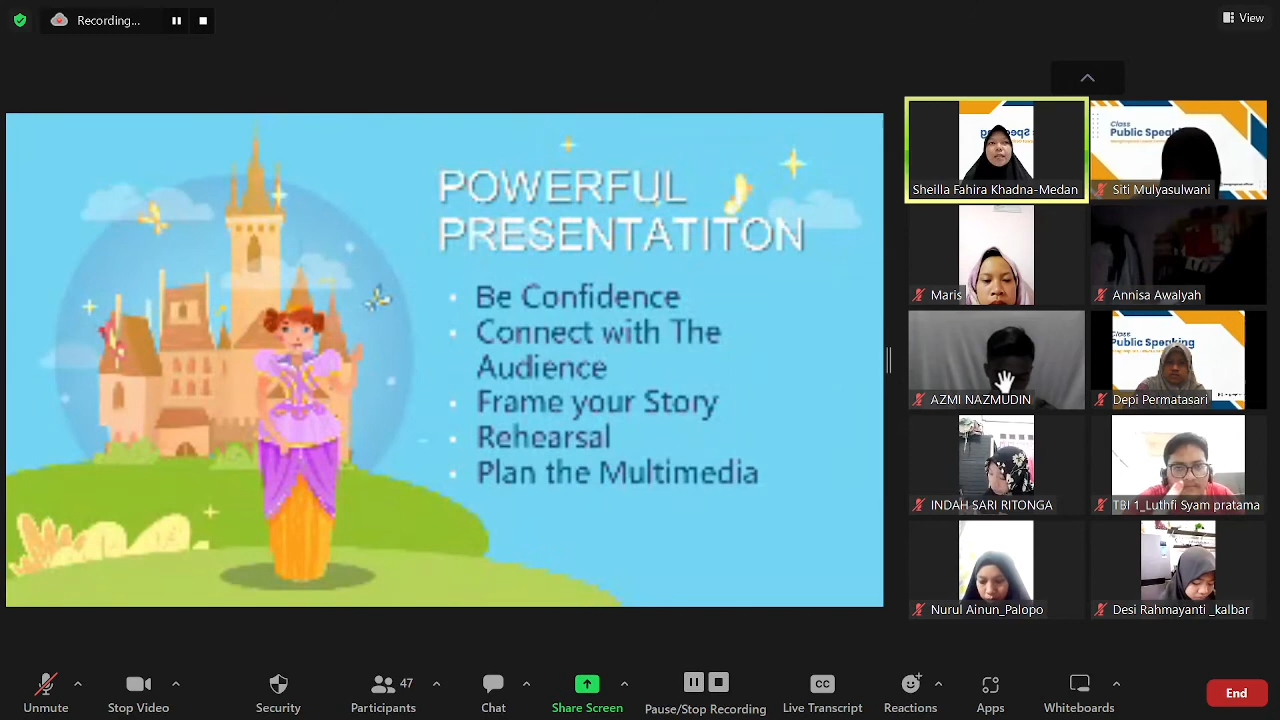 Recording...
View
POWERFUL
PRESENTATITON
• Be Confidence
• Connect with The
Audience
• Frame your Story
• Rehearsal
• Plan the Multimedia
Sheilla Fahira Khadna-Medan
Class
Public Speaking
Siti Mulyasulwani
Maris
Annisa Awalyah
AZMI NAZMUDIN
Class
Public Speaking
Depi Permatasari
INDAH SARI RITONGA
TBI 1_Luthfi Syam pratama
Nurul Ainun_Palopo
Desi Rahmayanti _kalbar
Unmute
Stop Video
Security
47
Participants
Chat
Share Screen
Pause/Stop Recording
CC
Live Transcript
Reactions
Apps
Whiteboards
End